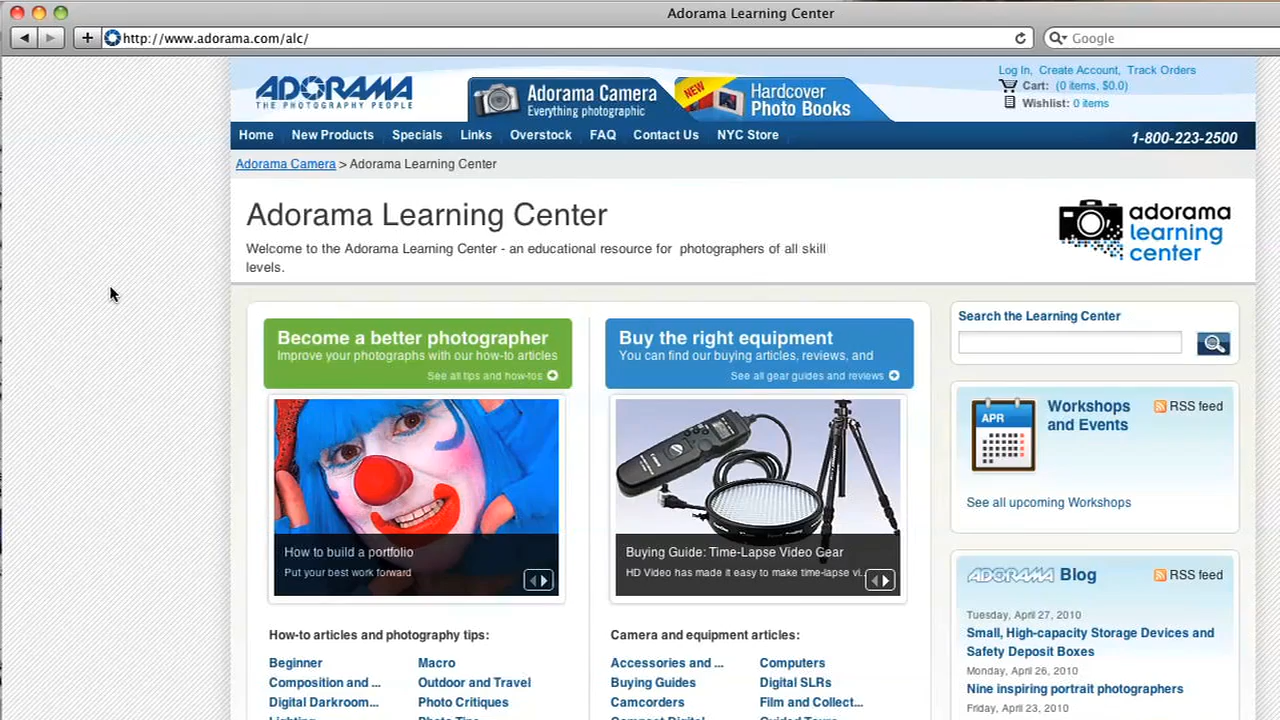 Adorama Learning Center
http://www.adorama.com/alc/
Google
ADORAMA
THE PHOTOGRAPHY PEOPLE
Adorama Camera
Everything photographic
NEW
Hardcover
Photo Books
Log In, Create Account, Track Orders
Cart: (0 items, $0.0)
Wishlist: 0 items
Home New Products Specials Links Overstock FAQ Contact Us NYC Store
1-800-223-2500
Adorama Camera > Adorama Learning Center
Adorama Learning Center
Welcome to the Adorama Learning Center - an educational resource for photographers of all skill
levels.
adorama
learning
center
Become a better photographer
Improve your photographs with our how-to articles
See all tips and how-tos
Buy the right equipment
You can find our buying articles, reviews, and
See all gear guides and reviews
Search the Learning Center
How to build a portfolio
Put your best work forward
Buying Guide: Time-Lapse Video Gear
HD Video has made it easy to make time-lapse vi...
APR
Workshops
and Events
RSS feed
See all upcoming Workshops
ADORAMA Blog
RSS feed
Tuesday, April 27, 2010
Small, High-capacity Storage Devices and
Safety Deposit Boxes
Monday, April 26, 2010
Nine inspiring portrait photographers
Friday, April 23, 2010
How-to articles and photography tips:
Beginner
Macro
Composition and ...
Outdoor and Travel
Digital Darkroom...
Photo Critiques
Camera and equipment articles:
Accessories and ...
Computers
Buying Guides
Digital SLRs
Camcorders
Film and Collect...